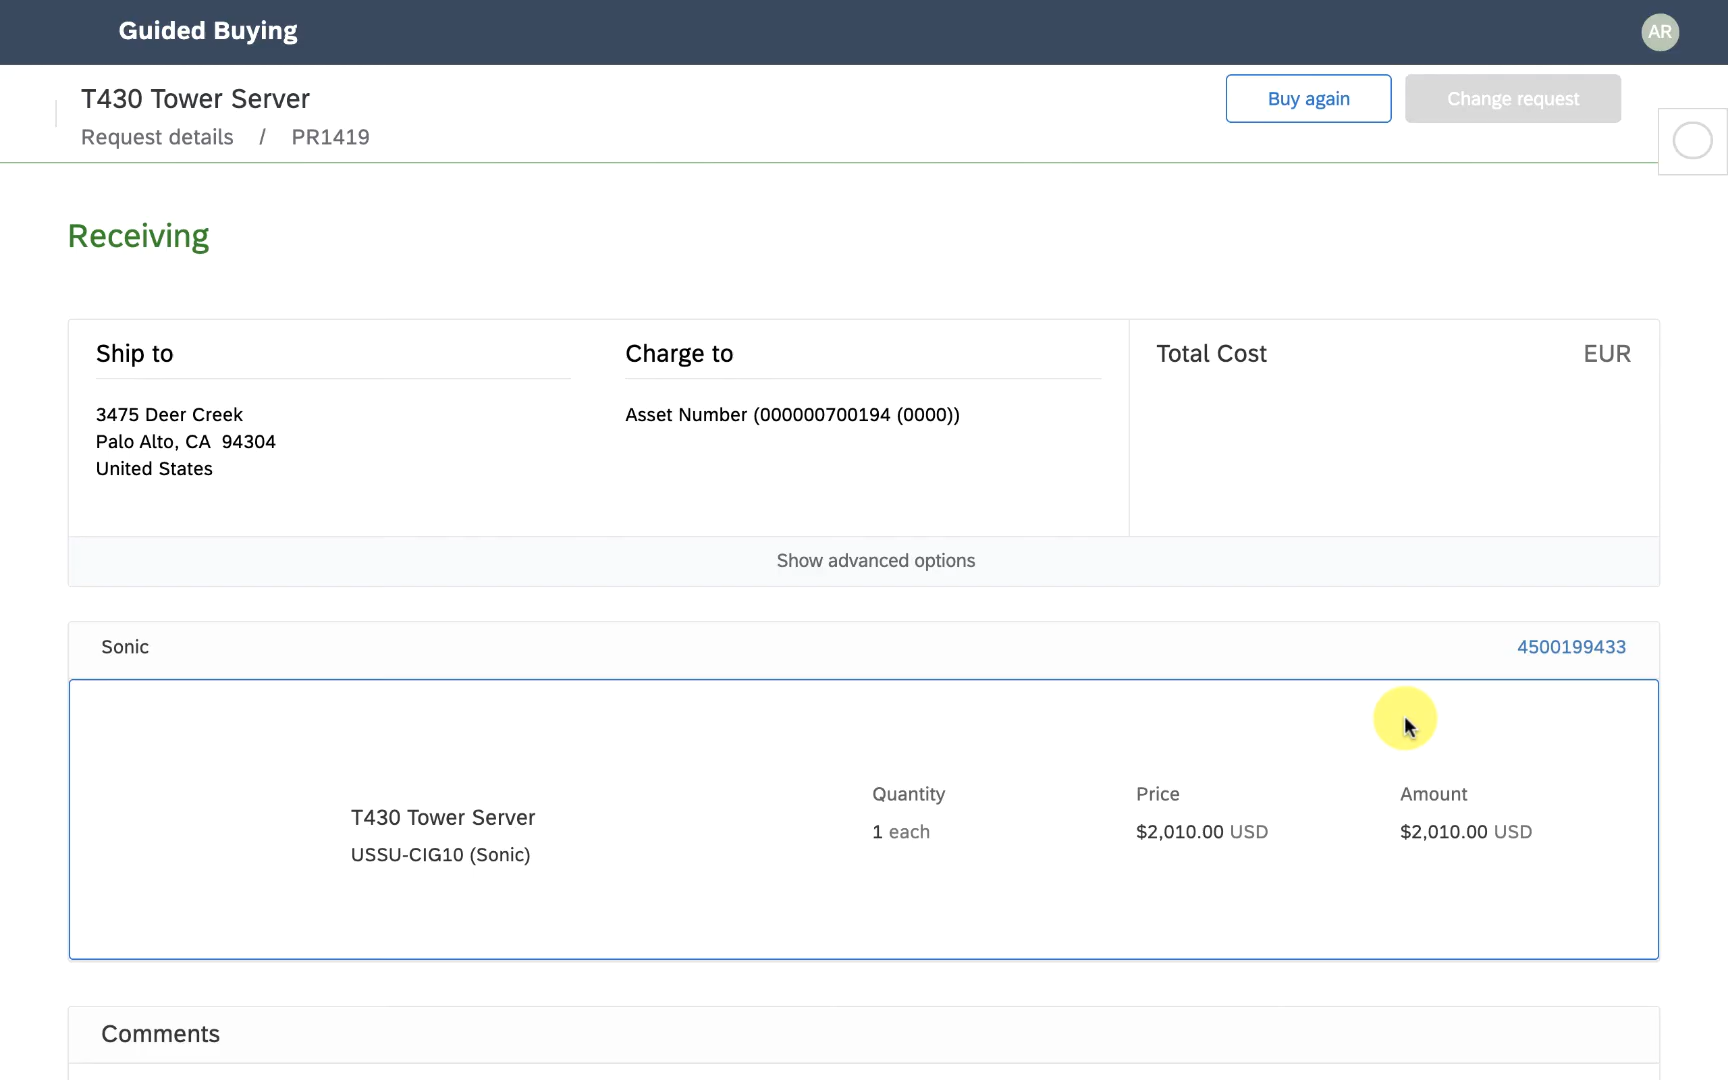 Guided Buying
AR
T430 Tower Server
Buy again
Change request
Request details / PR1419
Receiving
Ship to
Charge to
Total Cost
EUR
3475 Deer Creek
Palo Alto, CA 94304
United States
Asset Number (000000700194 (0000))
Show advanced options
Sonic
4500199433
T430 Tower Server
USSU-CIG10 (Sonic)
Quantity
1 each
Price
$2,010.00 USD
Amount
$2,010.00 USD
Comments